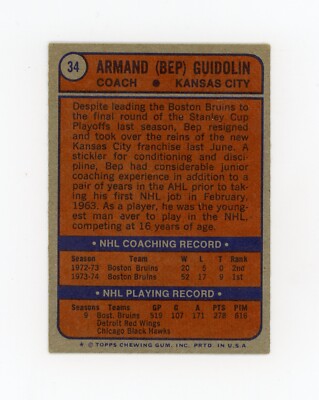 34 ARMAND (BEP) GUIDOLIN
COACH ● KANSAS CITY
Despite leading the Boston Bruins to
the final round of the Stanley Cup
Playoffs last season, Bep resigned
and took over the reins of the new
Kansas City franchise last June. A
stickler for conditioning and disci-
pline, Bep had considerable junior
coaching experience in addition to a
pair of years in the AHL prior to taking
his first NHL job in February,
1963. As a player, he was the young-
est man ever to play in the NHL,
competing at 16 years of age.
• NHL COACHING RECORD •
Season Team W L T Rank
1972-73 Boston Bruins 20 6 0 2nd
1973-74 Boston Bruins 52 17 9 1st
• NHL PLAYING RECORD •
Seasons Teams GP G A PTS PIM
9 Bost. Bruins 519 107 171 278 618
Detroit Red Wings
Chicago Black Hawks
* © TOPPS CHEWING GUM, INC. PRTD. IN U.S.A.